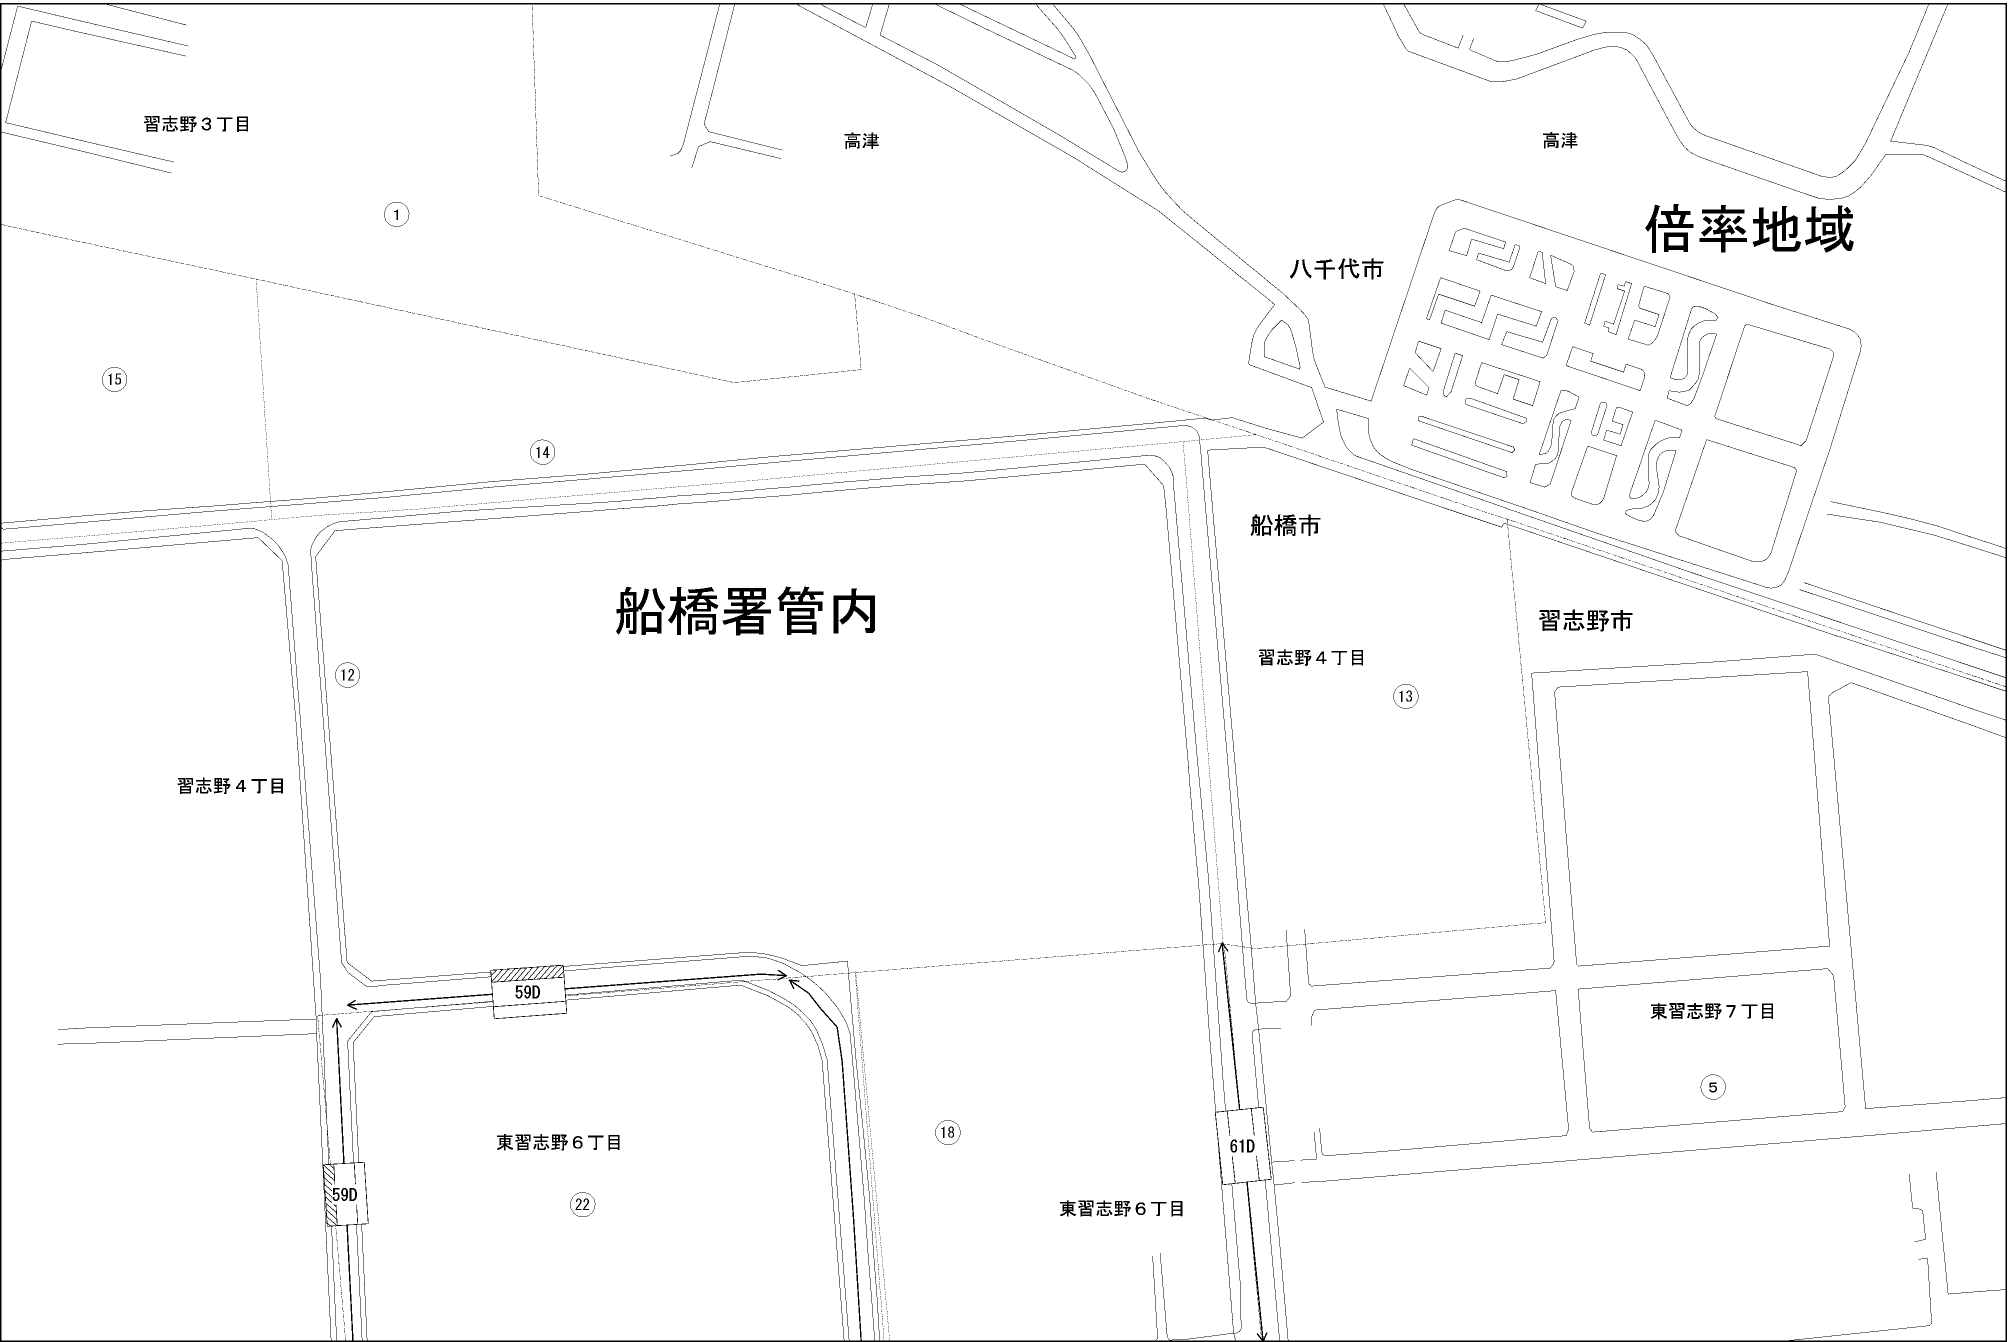 習志野３丁目
高津
高津
1
倍率地域
八千代市
15
14
船橋市
船橋署管内
習志野市
習志野４丁目
12
13
習志野４丁目
59D
東習志野７丁目
5
18
東習志野６丁目
61D
59D
22
東習志野６丁目